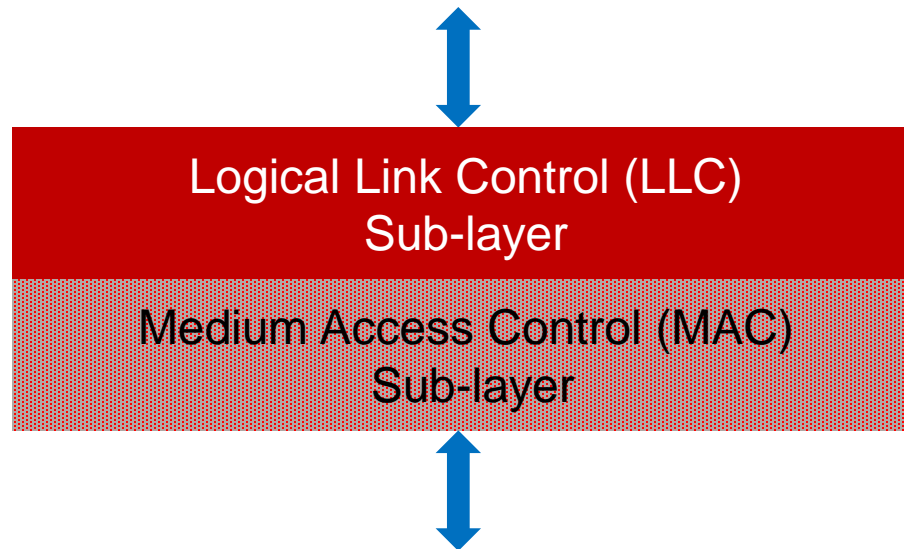 Logical Link Control (LLC)
Sub-layer
Medium Access Control (MAC)
Sub-layer